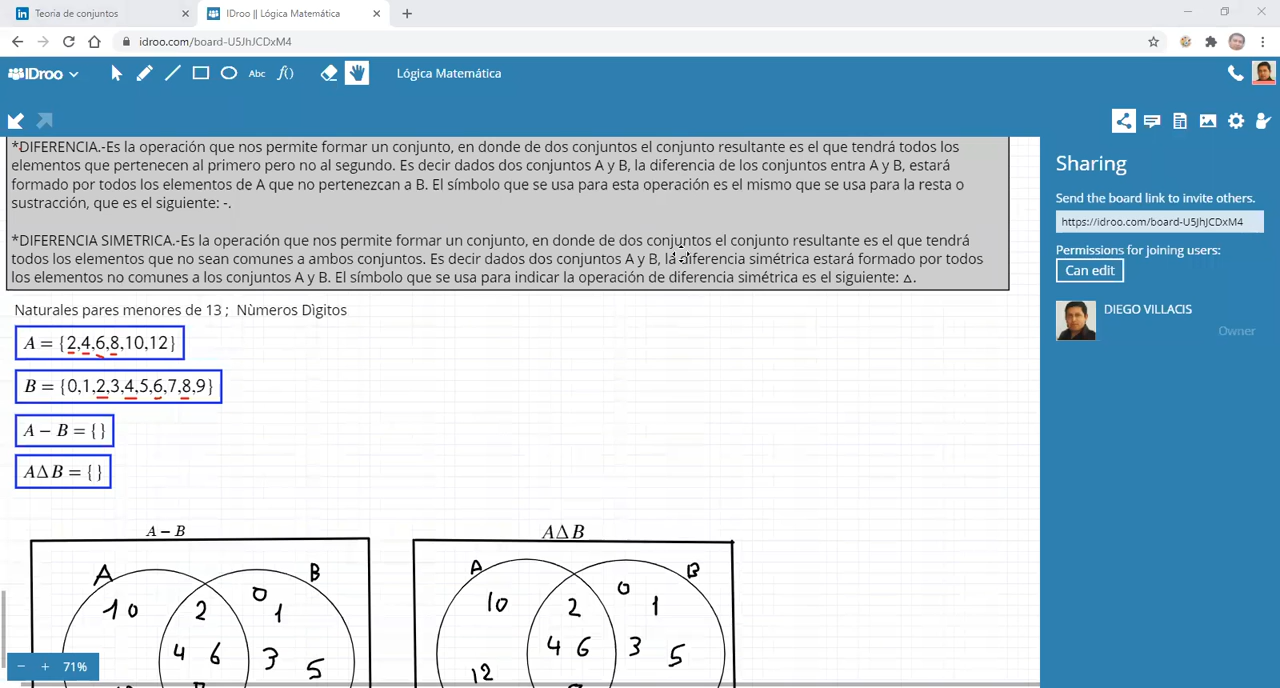 Teoría de conjuntos
IDroo || Lógica Matemática
idroo.com/board-U5JhJCDxM4
IDroo
Abc
f()
Lógica Matemática
*DIFERENCIA.-Es la operación que nos permite formar un conjunto, en donde de dos conjuntos el conjunto resultante es el que tendrá todos los
elementos que pertenecen al primero pero no al segundo. Es decir dados dos conjuntos A y B, la diferencia de los conjuntos entra A y B, estará
formado por todos los elementos de A que no pertenezcan a B. El símbolo que se usa para esta operación es el mismo que se usa para la resta o
sustracción, que es el siguiente: -.
*DIFERENCIA SIMETRICA.-Es la operación que nos permite formar un conjunto, en donde de dos conjuntos el conjunto resultante es el que tendrá
todos los elementos que no sean comunes a ambos conjuntos. Es decir dados dos conjuntos A y B, la diferencia simétrica estará formado por todos
los elementos no comunes a los conjuntos A y B. El símbolo que se usa para indicar la operación de diferencia simétrica es el siguiente: △.
Naturales pares menores de 13 ; Nùmeros Dìgitos
A = {2,4,6,8,10,12}
B = {0,1,2,3,4,5,6,7,8,9}
A − B = {}
AΔB = {}
A − B
A B
10 2 0 1
4 6 3 5
AΔB
A B
10 2 0 1
4 6 3 5
12
71%
Sharing
Send the board link to invite others.
https://idroo.com/board-U5JhJCDxM4
Permissions for joining users:
Can edit
DIEGO VILLACIS
Owner